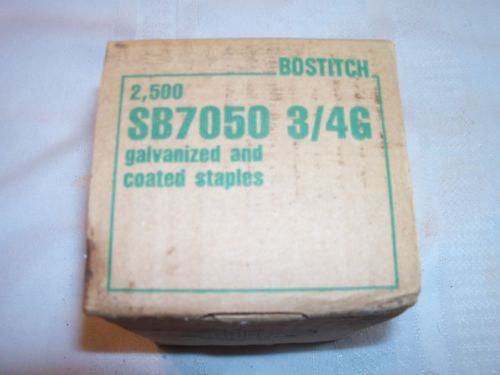 BOSTITCH
2,500
SB7050 3/4G
galvanized and
coated staples